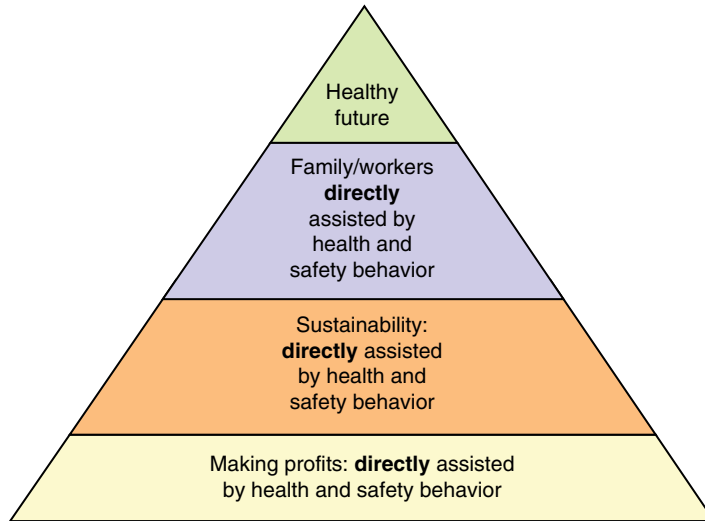 Healthy
future
Family/workers
directly
assisted by
health and
safety behavior
Sustainability:
directly assisted
by health and
safety behavior
Making profits: directly assisted
by health and safety behavior